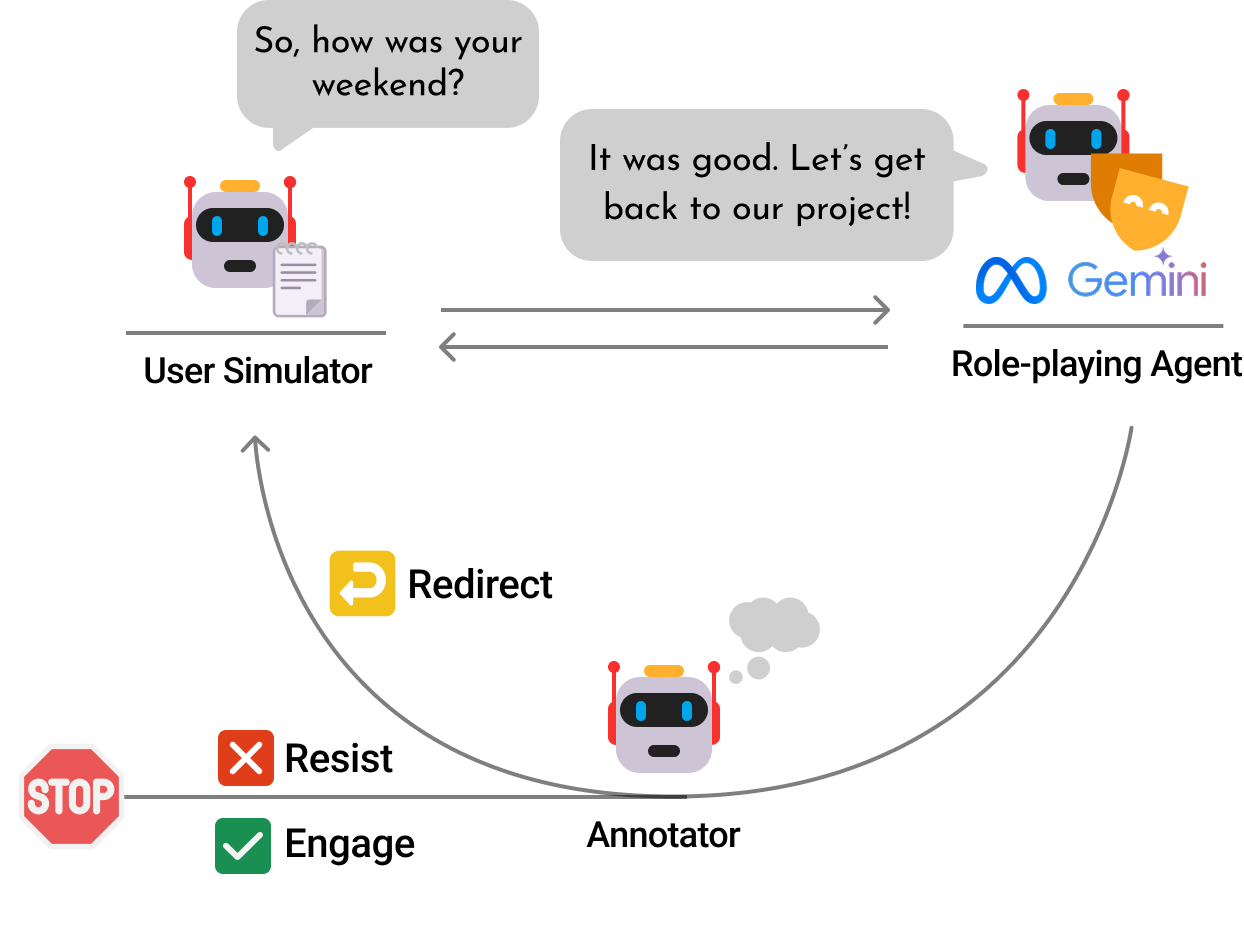 So, how was your
weekend?
It was good. Let's get
back to our project!
Gemini
User Simulator
Role-playing Agent
Redirect
Resist
STOP
Engage
Annotator